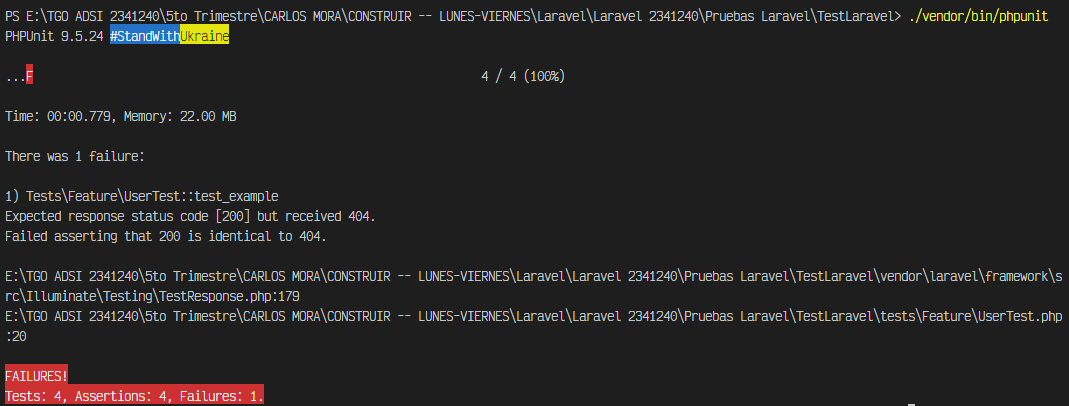 PS E:\TGO ADSI 2341240\5to Trimestre\CARLOS MORA\CONSTRUIR -- LUNES-VIERNES\Laravel\Laravel 2341240\Pruebas Laravel\TestLaravel> ./vendor/bin/phpunit
PHPUnit 9.5.24 #StandWithUkraine
...F 4 / 4 (100%)
Time: 00:00.779, Memory: 22.00 MB
There was 1 failure:
1) Tests\Feature\UserTest::test_example
Expected response status code [200] but received 404.
Failed asserting that 200 is identical to 404.
E:\TGO ADSI 2341240\5to Trimestre\CARLOS MORA\CONSTRUIR -- LUNES-VIERNES\Laravel\Laravel 2341240\Pruebas Laravel\TestLaravel\vendor\laravel\framework\s
rc\Illuminate\Testing\TestResponse.php:179
E:\TGO ADSI 2341240\5to Trimestre\CARLOS MORA\CONSTRUIR -- LUNES-VIERNES\Laravel\Laravel 2341240\Pruebas Laravel\TestLaravel\tests\Feature\UserTest.php
:20
FAILURES!
Tests: 4, Assertions: 4, Failures: 1.